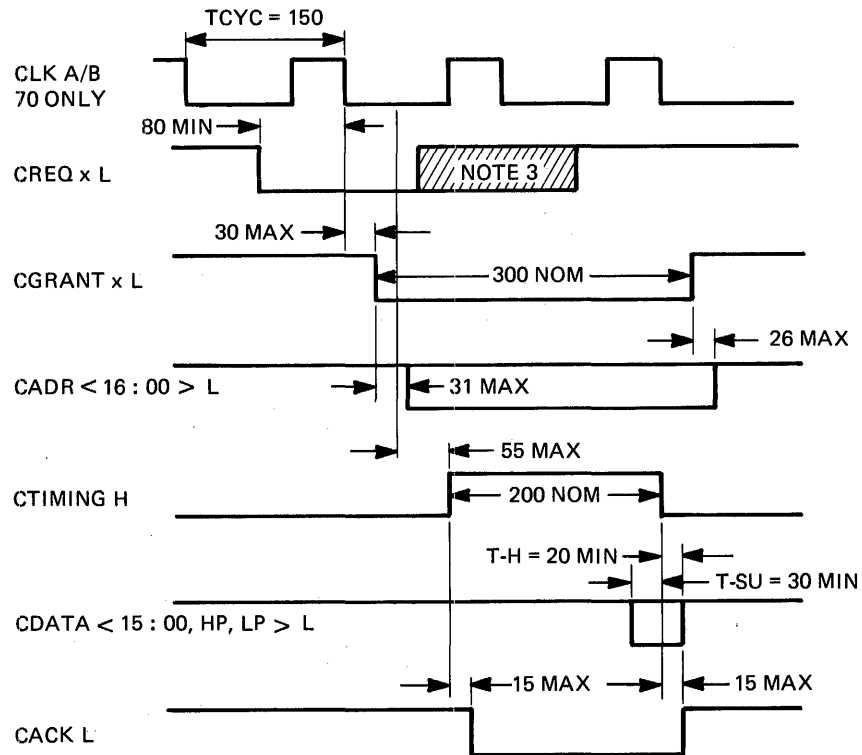 TCYC = 150
CLK A/B
70 ONLY
80 MIN
CREQ x L
NOTE 3
30 MAX
CGRANT x L
300 NOM
26 MAX
CADR < 16 : 00 > L
31 MAX
55 MAX
CTIMING H
200 NOM
T-H = 20 MIN
T-SU = 30 MIN
CDATA < 15 : 00, HP, LP > L
15 MAX
15 MAX
CACK L